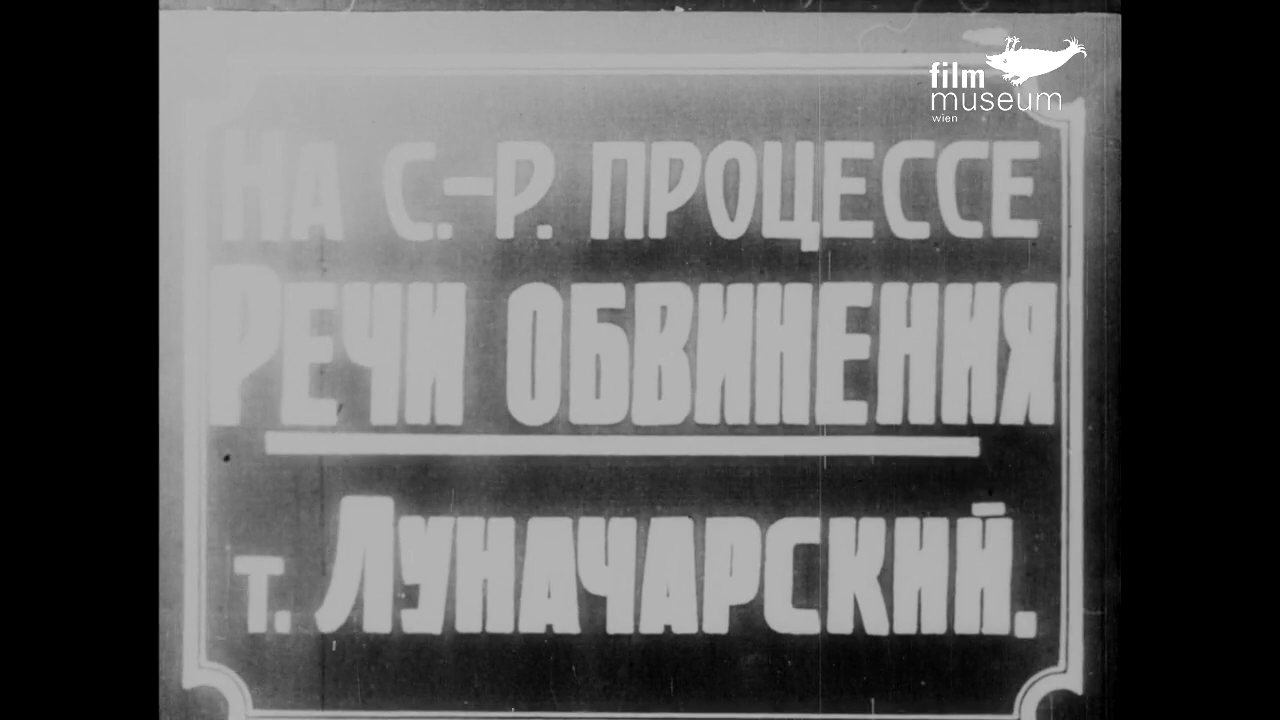 film
museum
wien
НА С.-Р. ПРОЦЕССЕ
РЕЧИ ОБВИНЕНИЯ
т. ЛУНАЧАРСКИЙ.